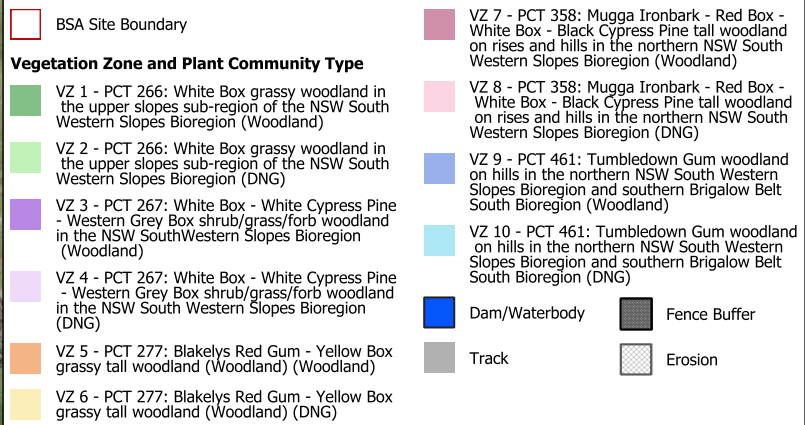 BSA Site Boundary
Vegetation Zone and Plant Community Type
VZ 1 - PCT 266: White Box grassy woodland in
the upper slopes sub-region of the NSW South
Western Slopes Bioregion (Woodland)
VZ 2 - PCT 266: White Box grassy woodland in
the upper slopes sub-region of the NSW South
Western Slopes Bioregion (DNG)
VZ 3 - PCT 267: White Box - White Cypress Pine
- Western Grey Box shrub/grass/forb woodland
in the NSW SouthWestern Slopes Bioregion
(Woodland)
VZ 4 - PCT 267: White Box - White Cypress Pine
- Western Grey Box shrub/grass/forb woodland
in the NSW South Western Slopes Bioregion
(DNG)
VZ 5 - PCT 277: Blakelys Red Gum - Yellow Box
grassy tall woodland (Woodland) (Woodland)
VZ 6 - PCT 277: Blakelys Red Gum - Yellow Box
grassy tall woodland (Woodland) (DNG)
VZ 7 - PCT 358: Mugga Ironbark - Red Box -
White Box - Black Cypress Pine tall woodland
on rises and hills in the northern NSW South
Western Slopes Bioregion (Woodland)
VZ 8 - PCT 358: Mugga Ironbark - Red Box -
White Box - Black Cypress Pine tall woodland
on rises and hills in the northern NSW South
Western Slopes Bioregion (DNG)
VZ 9 - PCT 461: Tumbledown Gum woodland
on hills in the northern NSW South Western
Slopes Bioregion and southern Brigalow Belt
South Bioregion (Woodland)
VZ 10 - PCT 461: Tumbledown Gum woodland
on hills in the northern NSW South Western
Slopes Bioregion and southern Brigalow Belt
South Bioregion (DNG)
Dam/Waterbody
Fence Buffer
Track
Erosion